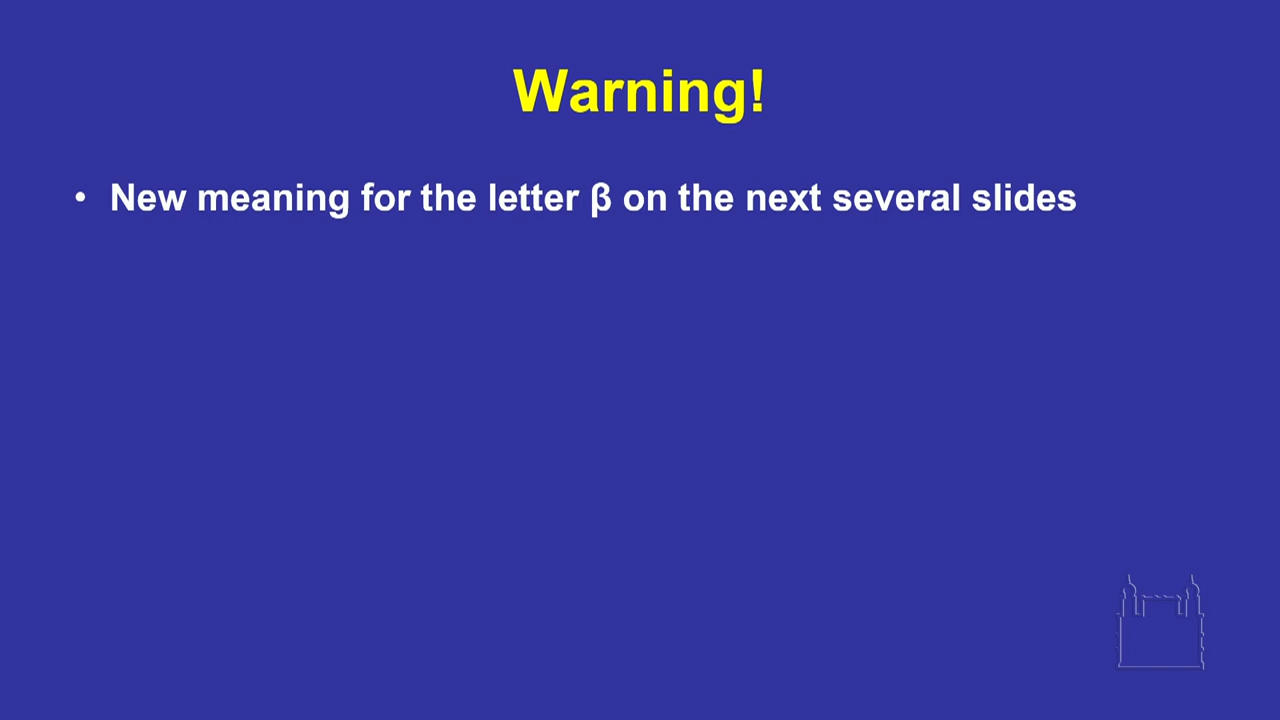 Warning!
• New meaning for the letter β on the next several slides